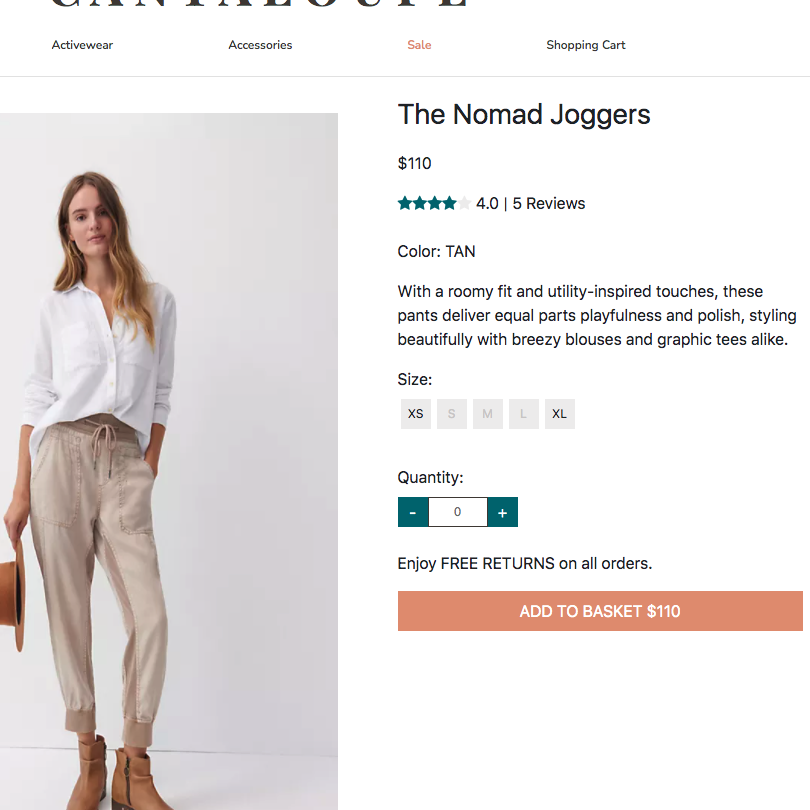 CANTALOUPE
Activewear Accessories Sale Shopping Cart
The Nomad Joggers
$110
4.0 | 5 Reviews
Color: TAN
With a roomy fit and utility-inspired touches, these
pants deliver equal parts playfulness and polish, styling
beautifully with breezy blouses and graphic tees alike.
Size:
XS S M L XL
Quantity:
- 0 +
Enjoy FREE RETURNS on all orders.
ADD TO BASKET $110